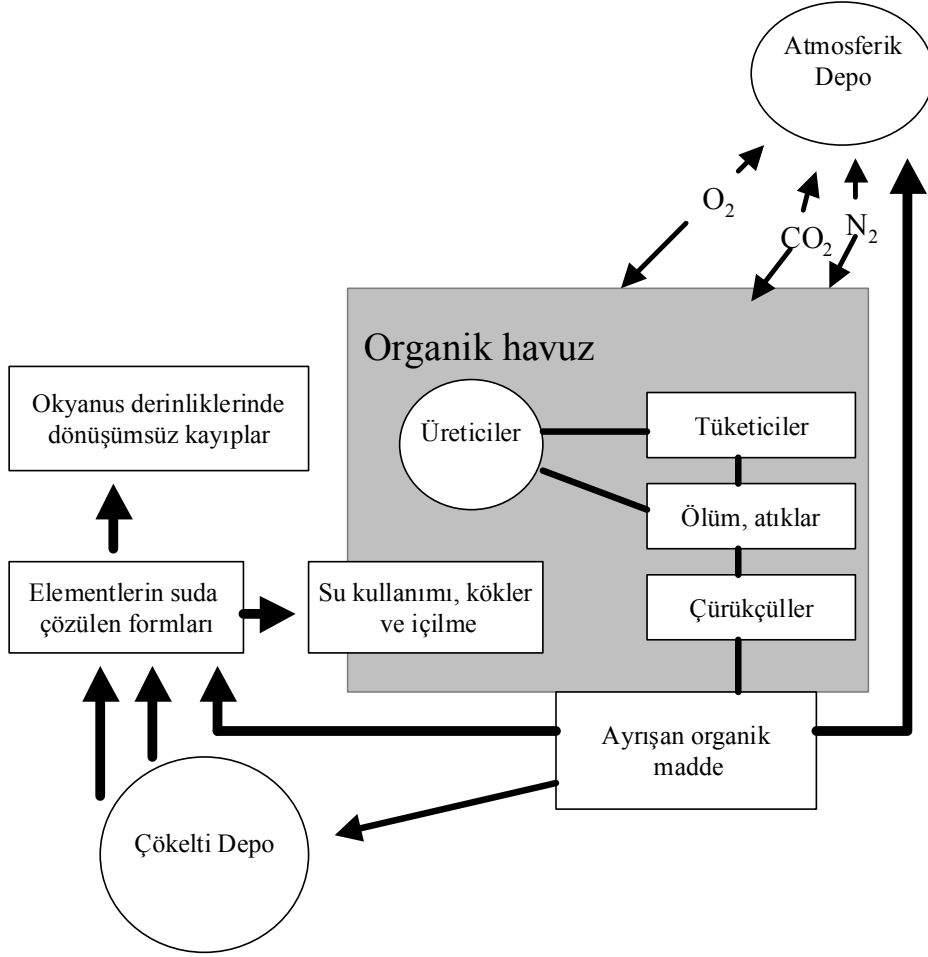 Atmosferik
Depo
O₂
CO₂
N₂
Organik havuz
Okyanus derinliklerinde
dönüşümsüz kayıplar
Üreticiler
Tüketiciler
Ölüm, atıklar
Elementlerin suda
çözülen formları
Su kullanımı, kökler
ve içilme
Çürükçüller
Ayrışan organik
madde
Çökelti Depo